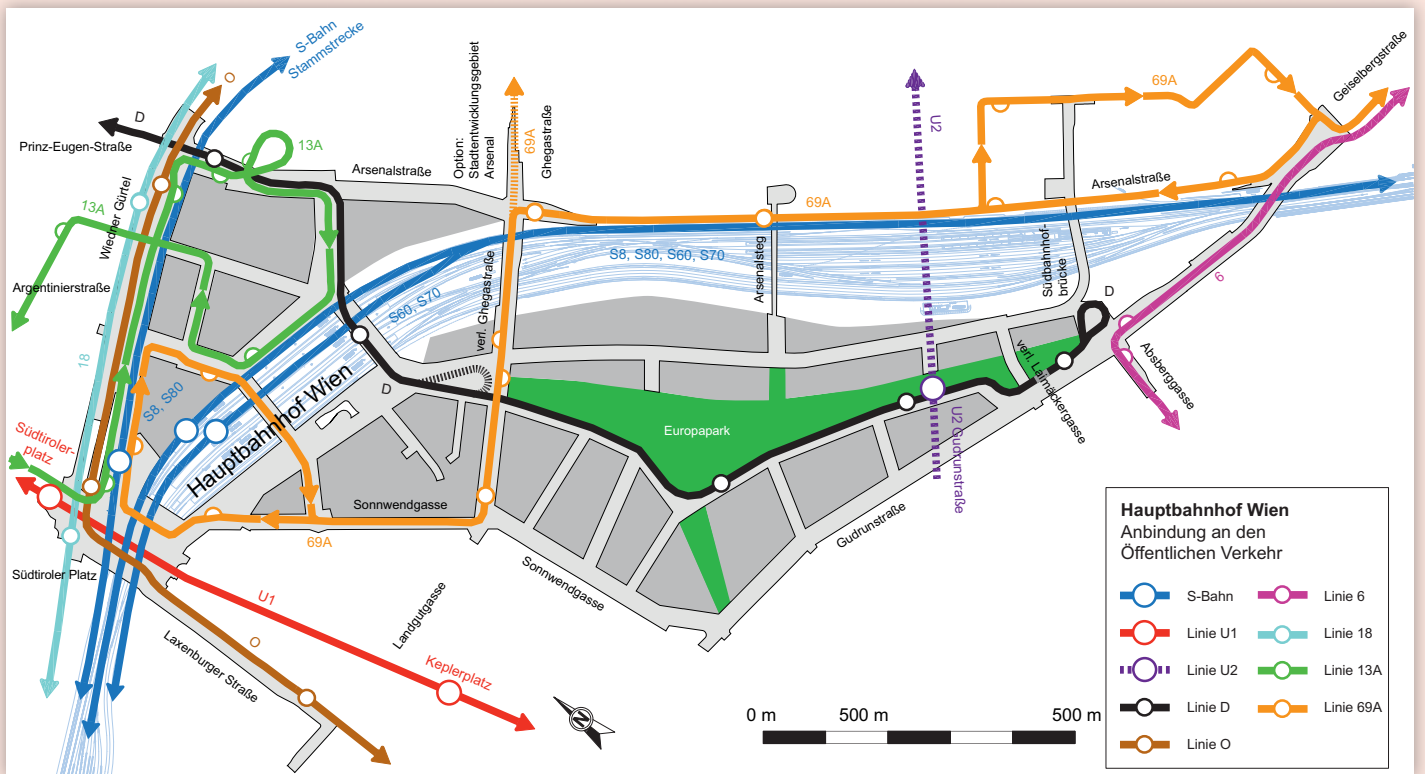 S-Bahn
Stammstrecke
O
D
Prinz-Eugen-Straße
13A
Arsenalstraße
Option:
Stadtentwicklungsgebiet
Arsenal
69A
Ghegastraße
U2
69A
Geiselbergstraße
13A
Wiedner Gürtel
Arsenalstraße
69A
Argentinierstraße
S8, S80, S60, S70
S60, S70
verl. Ghegastraße
Arsenalsteg
Südbahnhof-
brücke
D
6
18
S8, S80
Hauptbahnhof Wien
D
verl. Laimäckergasse
Absberggasse
Südtiroler-
platz
Europapark
U2 Gudrunstraße
Sonnwendgasse
69A
Gudrunstraße
Südtiroler Platz
U1
Sonnwendgasse
Landgutgasse
O
Laxenburger Straße
Keplerplatz
N
0 m
500 m
500 m
Hauptbahnhof Wien
Anbindung an den
Öffentlichen Verkehr
S-Bahn
Linie 6
Linie U1
Linie 18
Linie U2
Linie 13A
Linie D
Linie 69A
Linie O